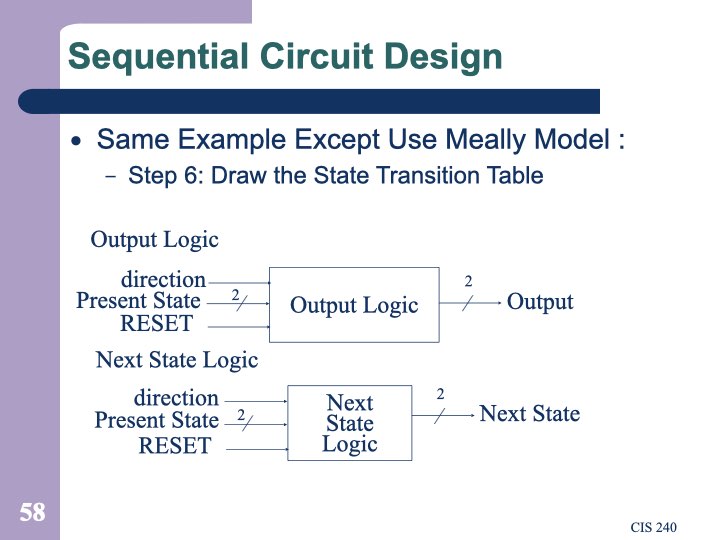 Sequential Circuit Design
• Same Example Except Use Meally Model :
– Step 6: Draw the State Transition Table
Output Logic
direction
Present State 2
RESET
Output Logic
2
Output
Next State Logic
direction
Present State 2
RESET
Next
State
Logic
2
Next State
58
CIS 240